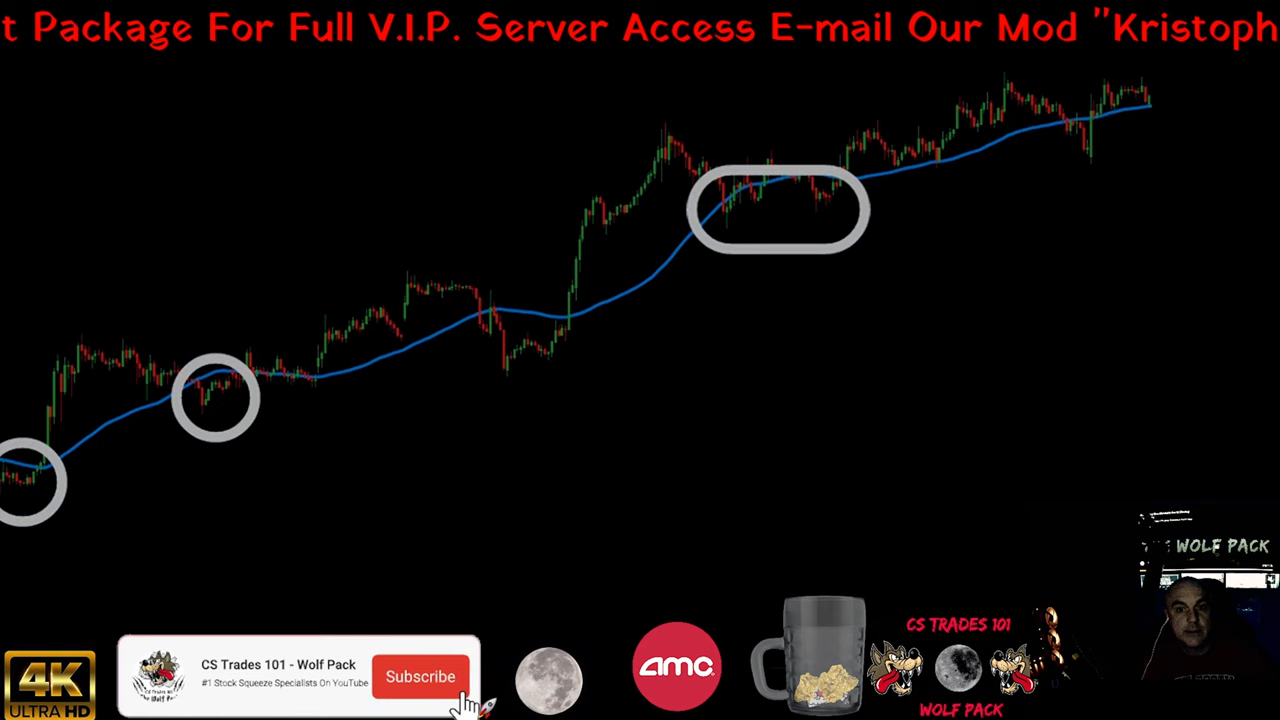 t Package For Full V.I.P. Server Access E-mail Our Mod "Kristoph
WOLF PACK
CS TRADES 101
CS Trades 101 - Wolf Pack
#1 Stock Squeeze Specialists On YouTube
Subscribe
4K
ULTRA HD
amc
WOLF PACK